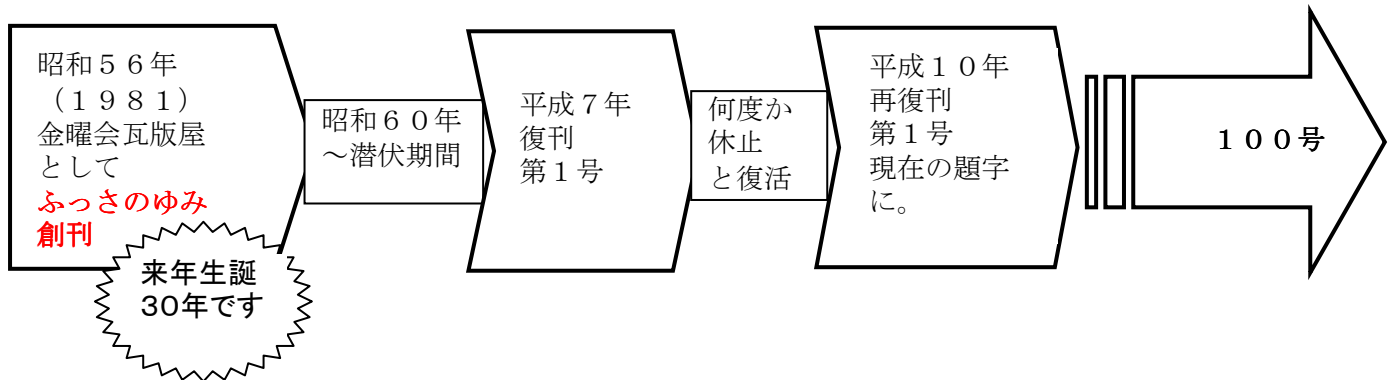 昭和５６年
（１９８１）
金曜会瓦版屋
として
ふっさのゆみ
創刊
来年生誕
30年です
昭和６０年
～潜伏期間
平成７年
復刊
第１号
何度か
休止
と復活
平成１０年
再復刊
第１号
現在の題字
に。
１００号